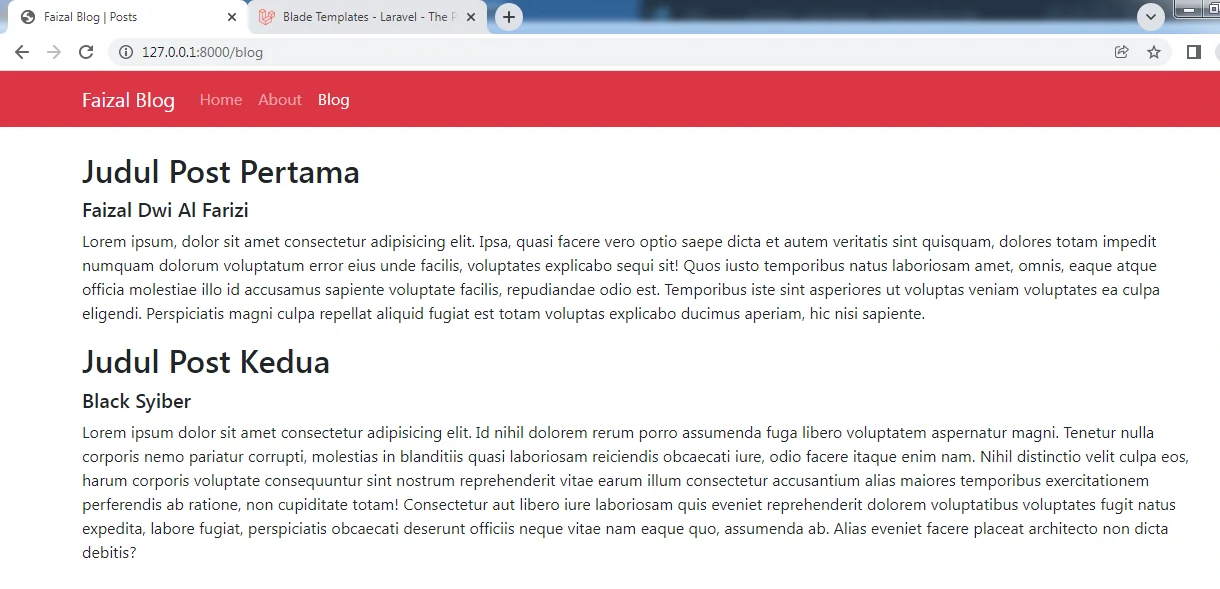 Faizal Blog | Posts
Blade Templates - Laravel - The P
127.0.0.1:8000/blog
Faizal Blog Home About Blog
Judul Post Pertama
Faizal Dwi Al Farizi
Lorem ipsum, dolor sit amet consectetur adipisicing elit. Ipsa, quasi facere vero optio saepe dicta et autem veritatis sint quisquam, dolores totam impedit
numquam dolorum voluptatum error eius unde facilis, voluptates explicabo sequi sit! Quos iusto temporibus natus laboriosam amet, omnis, eaque atque
officia molestiae illo id accusamus sapiente voluptate facilis, repudiandae odio est. Temporibus iste sint asperiores ut voluptas veniam voluptates ea culpa
eligendi. Perspiciatis magni culpa repellat aliquid fugiat est totam voluptas explicabo ducimus aperiam, hic nisi sapiente.
Judul Post Kedua
Black Syiber
Lorem ipsum dolor sit amet consectetur adipisicing elit. Id nihil dolorem rerum porro assumenda fuga libero voluptatem aspernatur magni. Tenetur nulla
corporis nemo pariatur corrupti, molestias in blanditiis quasi laboriosam reiciendis obcaecati iure, odio facere itaque enim nam. Nihil distinctio velit culpa eos,
harum corporis voluptate consequuntur sint nostrum reprehenderit vitae earum illum consectetur accusantium alias maiores temporibus exercitationem
perferendis ab ratione, non cupiditate totam! Consectetur aut libero iure laboriosam quis eveniet reprehenderit dolorem voluptatibus voluptates fugit natus
expedita, labore fugiat, perspiciatis obcaecati deserunt officiis neque vitae nam eaque quo, assumenda ab. Alias eveniet facere placeat architecto non dicta
debitis?